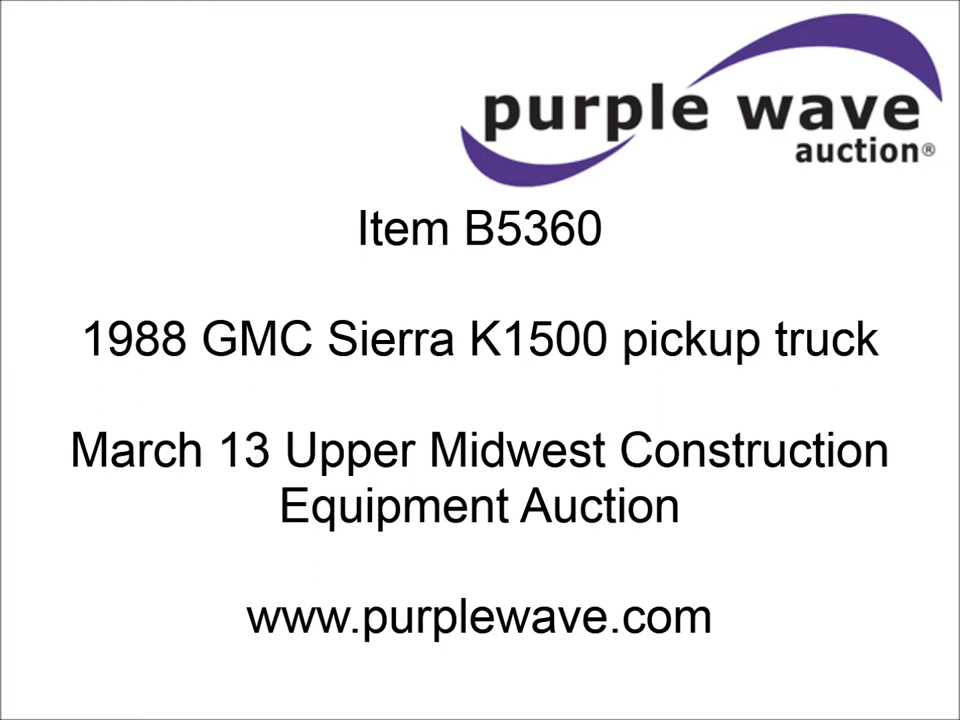 purple wave
auction®
Item B5360
1988 GMC Sierra K1500 pickup truck
March 13 Upper Midwest Construction
Equipment Auction
www.purplewave.com